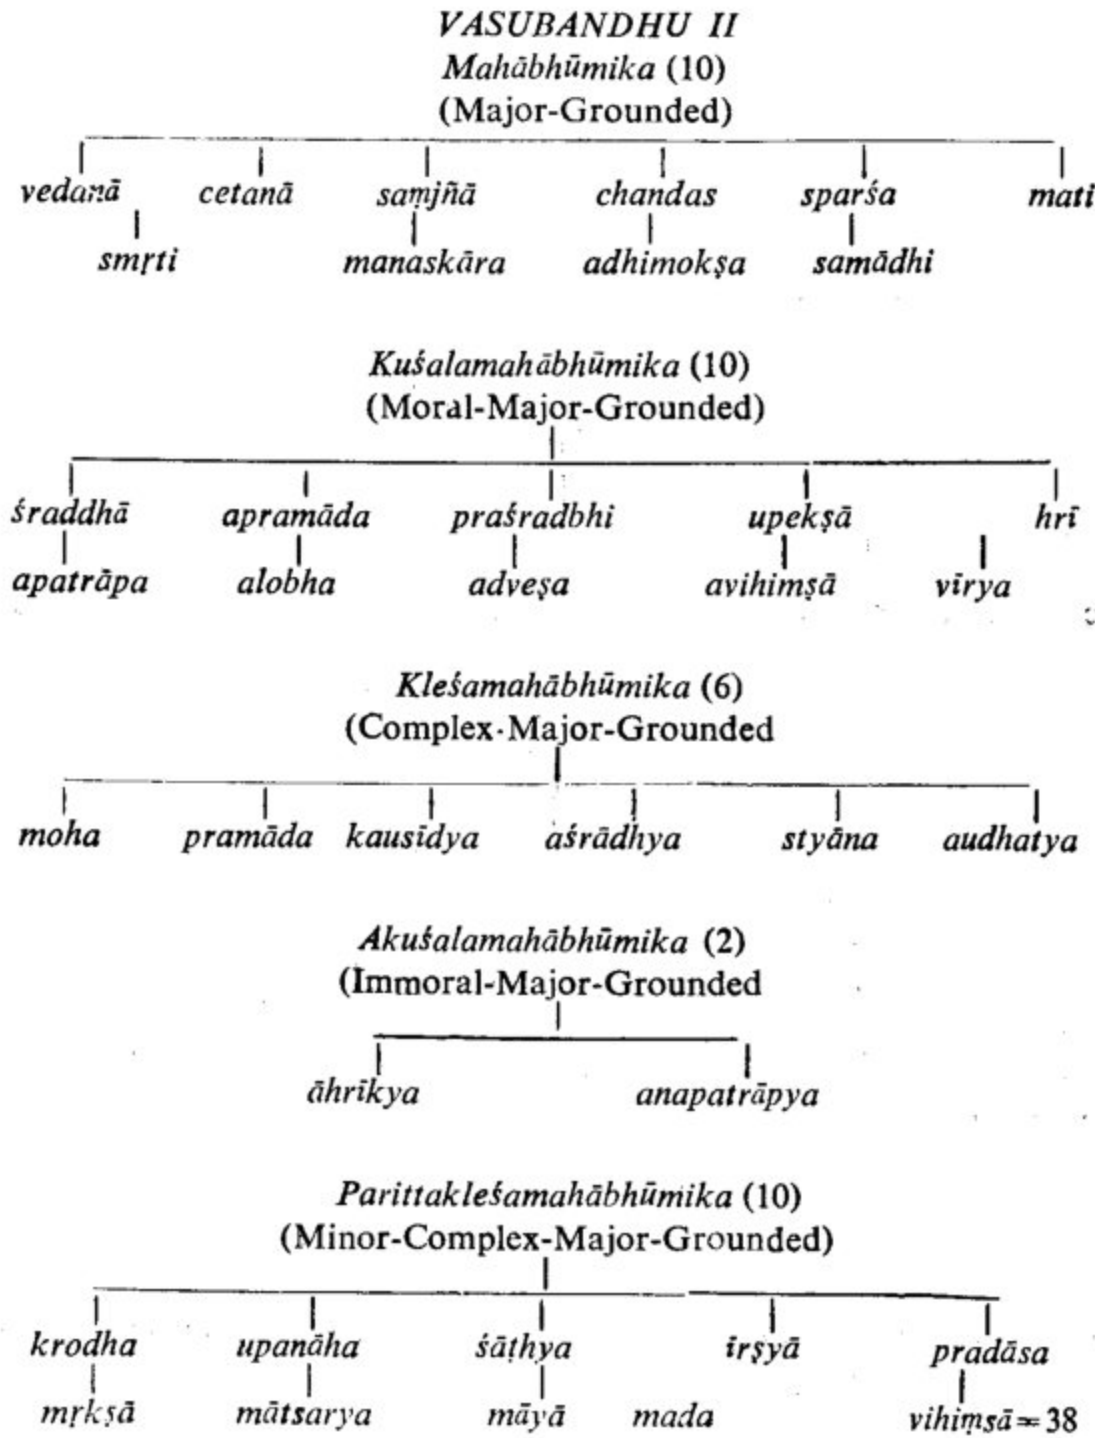 VASUBANDHU II
Mahābhūmika (10)
(Major-Grounded)
vedanā cetanā saṃjñā chandas sparśa mati
smṛti manaskāra adhimokṣa samādhi
Kuśalamahābhūmika (10)
(Moral-Major-Grounded)
śraddhā apramāda praśradbhi upekṣā hrī
apatrāpa alobha adveṣa avihiṃṣā vīrya
Kleśamahābhūmika (6)
(Complex-Major-Grounded
moha pramāda kausīdya aśrādhya styāna audhatya
Akuśalamahābhūmika (2)
(Immoral-Major-Grounded
āhrīkya anapatrāpya
Parittakleśamahābhūmika (10)
(Minor-Complex-Major-Grounded)
krodha upanāha śāṭhya īrṣyā pradāsa
mṛkṣā mātsarya māyā mada vihiṃsā=38